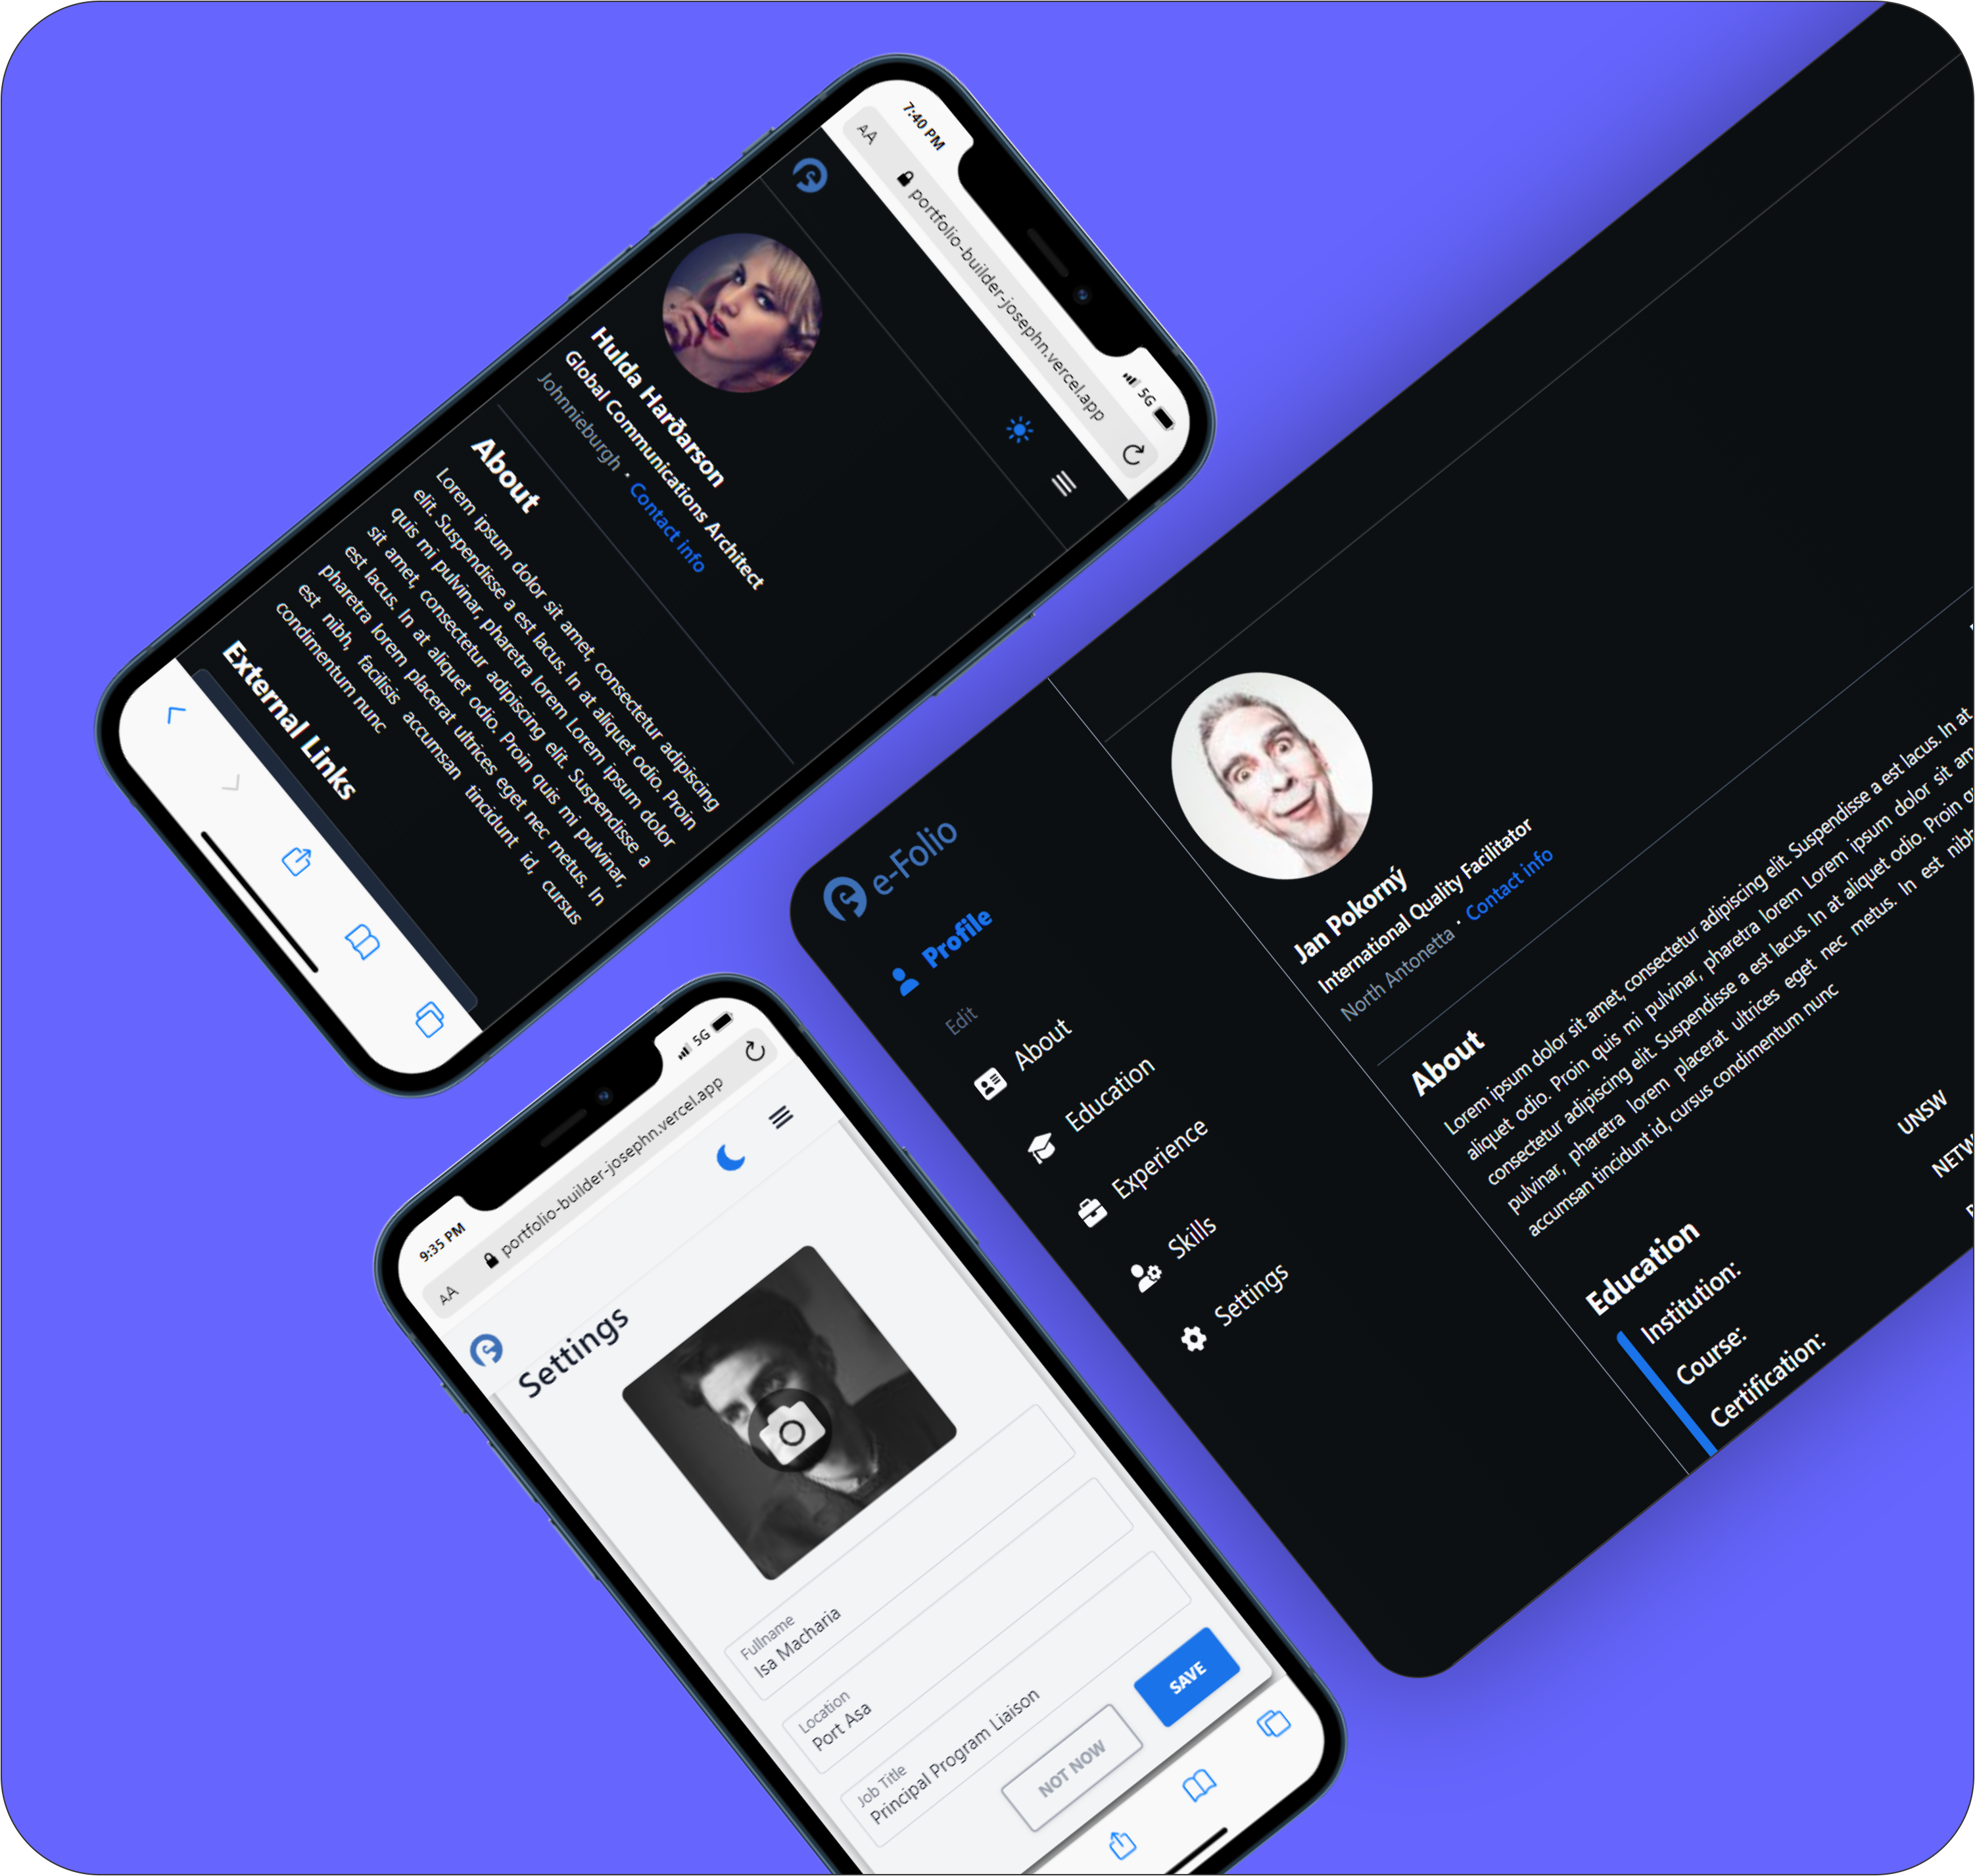 7:40 PM
5G
AA
portfolio-builder-josephn.vercel.app
Hulda Harðarson
Global Communications Architect
Johnnieburgh · Contact info
About
Lorem ipsum dolor sit amet, consectetur adipiscing
elit. Suspendisse a est lacus. In at aliquet odio. Proin
quis mi pulvinar, pharetra lorem Lorem ipsum dolor
sit amet, consectetur adipiscing elit. Suspendisse a
est lacus. In at aliquet odio. Proin quis mi pulvinar,
pharetra lorem placerat ultrices eget nec metus. In
est nibh, facilisis accumsan tincidunt id, cursus
condimentum nunc
External Links
e-Folio
Profile
Edit
About
Education
Experience
Skills
Settings
Jan Pokorný
International Quality Facilitator
North Antonetta · Contact info
About
Lorem ipsum dolor sit amet, consectetur adipiscing elit. Suspendisse a est lacus. In at
aliquet odio. Proin quis mi pulvinar, pharetra lorem Lorem ipsum dolor sit
consectetur adipiscing elit. Suspendisse a est lacus. In at aliquet odio. Proin
pulvinar, pharetra lorem placerat ultrices eget nec metus. In est
accumsan tincidunt id, cursus condimentum nunc
Education
Institution: UNSW
Course:
Certification:
9:35 PM
5G
AA
portfolio-builder-josephn.vercel.app
Settings
Fullname
Isa Macharia
Location
Port Asa
Job Title
Principal Program Liaison
NOT NOW
SAVE